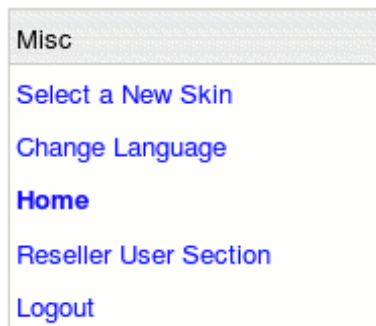 Misc
Select a New Skin
Change Language
Home
Reseller User Section
Logout